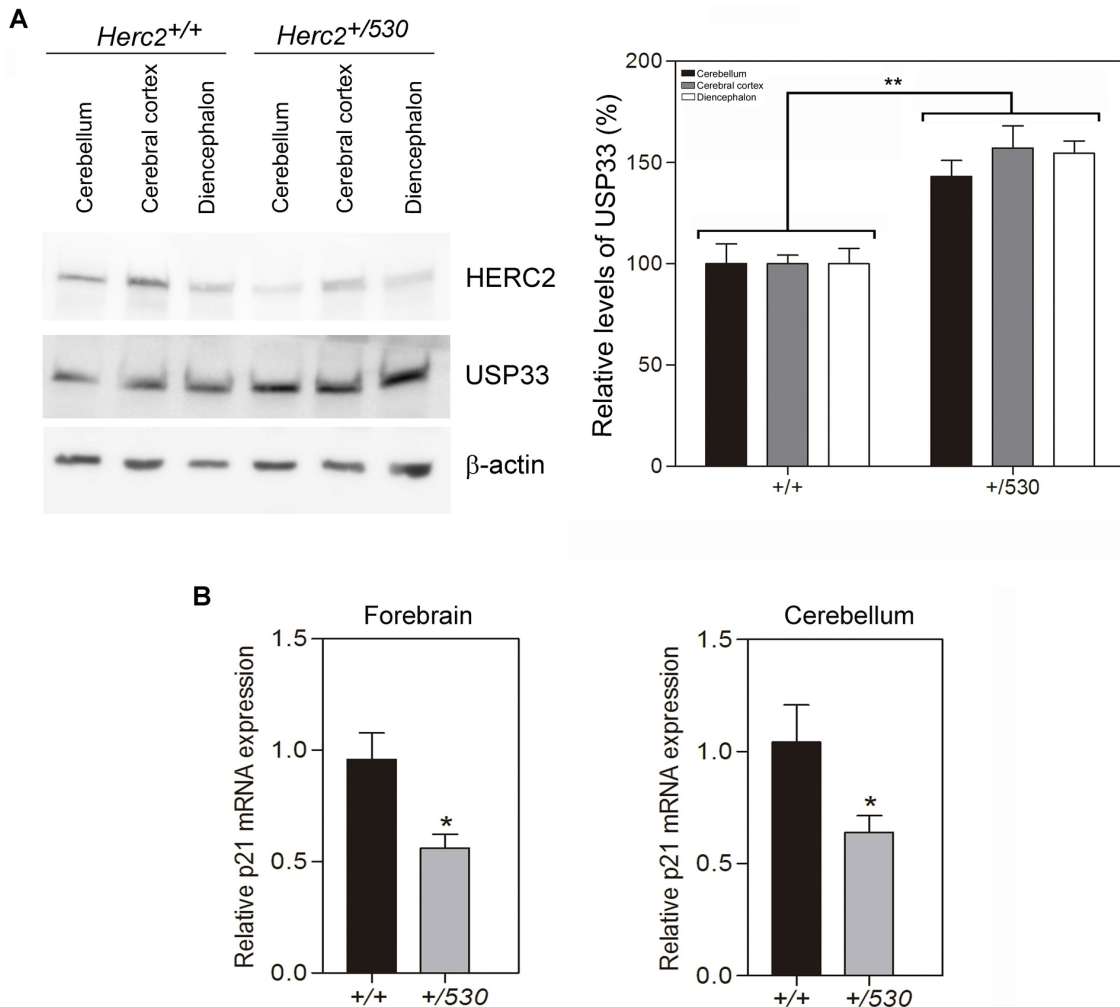 A
Herc2+/+
Herc2+/530
Cerebellum
Cerebral cortex
Diencephalon
Cerebellum
Cerebral cortex
Diencephalon
HERC2
USP33
β-actin
Relative levels of USP33 (%)
200
150
100
50
0
Cerebellum
Cerebral cortex
Diencephalon
**
+/+
+/530
B
Forebrain
Relative p21 mRNA expression
1.5
1.0
0.5
0.0
*
+/+
+/530
Cerebellum
Relative p21 mRNA expression
1.5
1.0
0.5
0.0
*
+/+
+/530